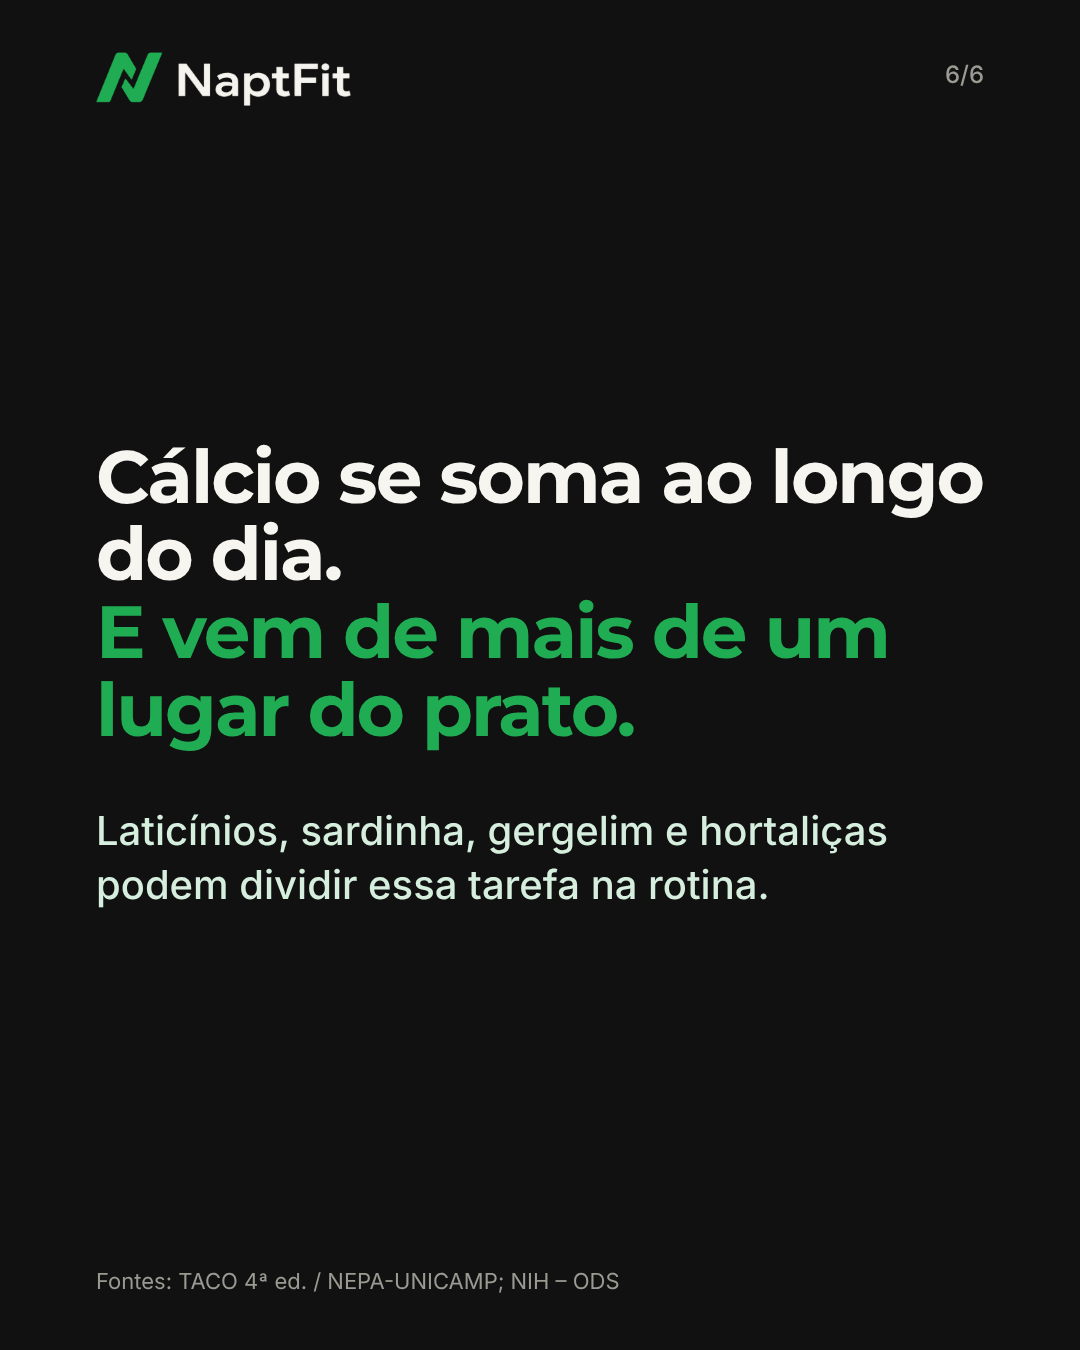 NaptFit
6/6
Cálcio se soma ao longo
do dia.
E vem de mais de um
lugar do prato.
Laticínios, sardinha, gergelim e hortaliças
podem dividir essa tarefa na rotina.
Fontes: TACO 4ª ed. / NEPA-UNICAMP; NIH – ODS